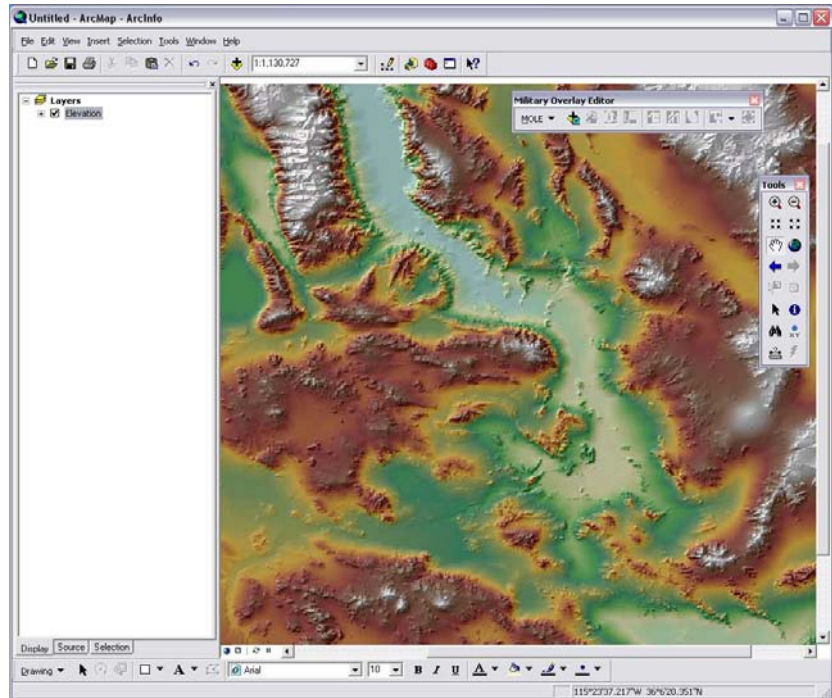 Untitled - ArcMap - ArcInfo
File Edit View Insert Selection Tools Window Help
1:1,130,727
Layers
Elevation
Military Overlay Editor
MOLE
Tools
XY
Display Source Selection
Drawing A Arial 10 B I U A
115°23'37.217"W 36°6'20.351"N